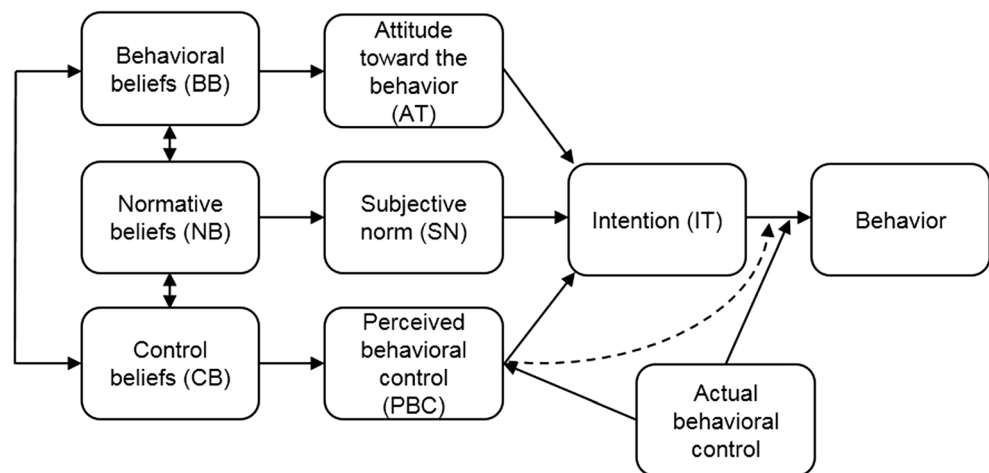 Behavioral
beliefs (BB)
Attitude
toward the
behavior
(AT)
Normative
beliefs (NB)
Subjective
norm (SN)
Intention (IT)
Behavior
Control
beliefs (CB)
Perceived
behavioral
control
(PBC)
Actual
behavioral
control